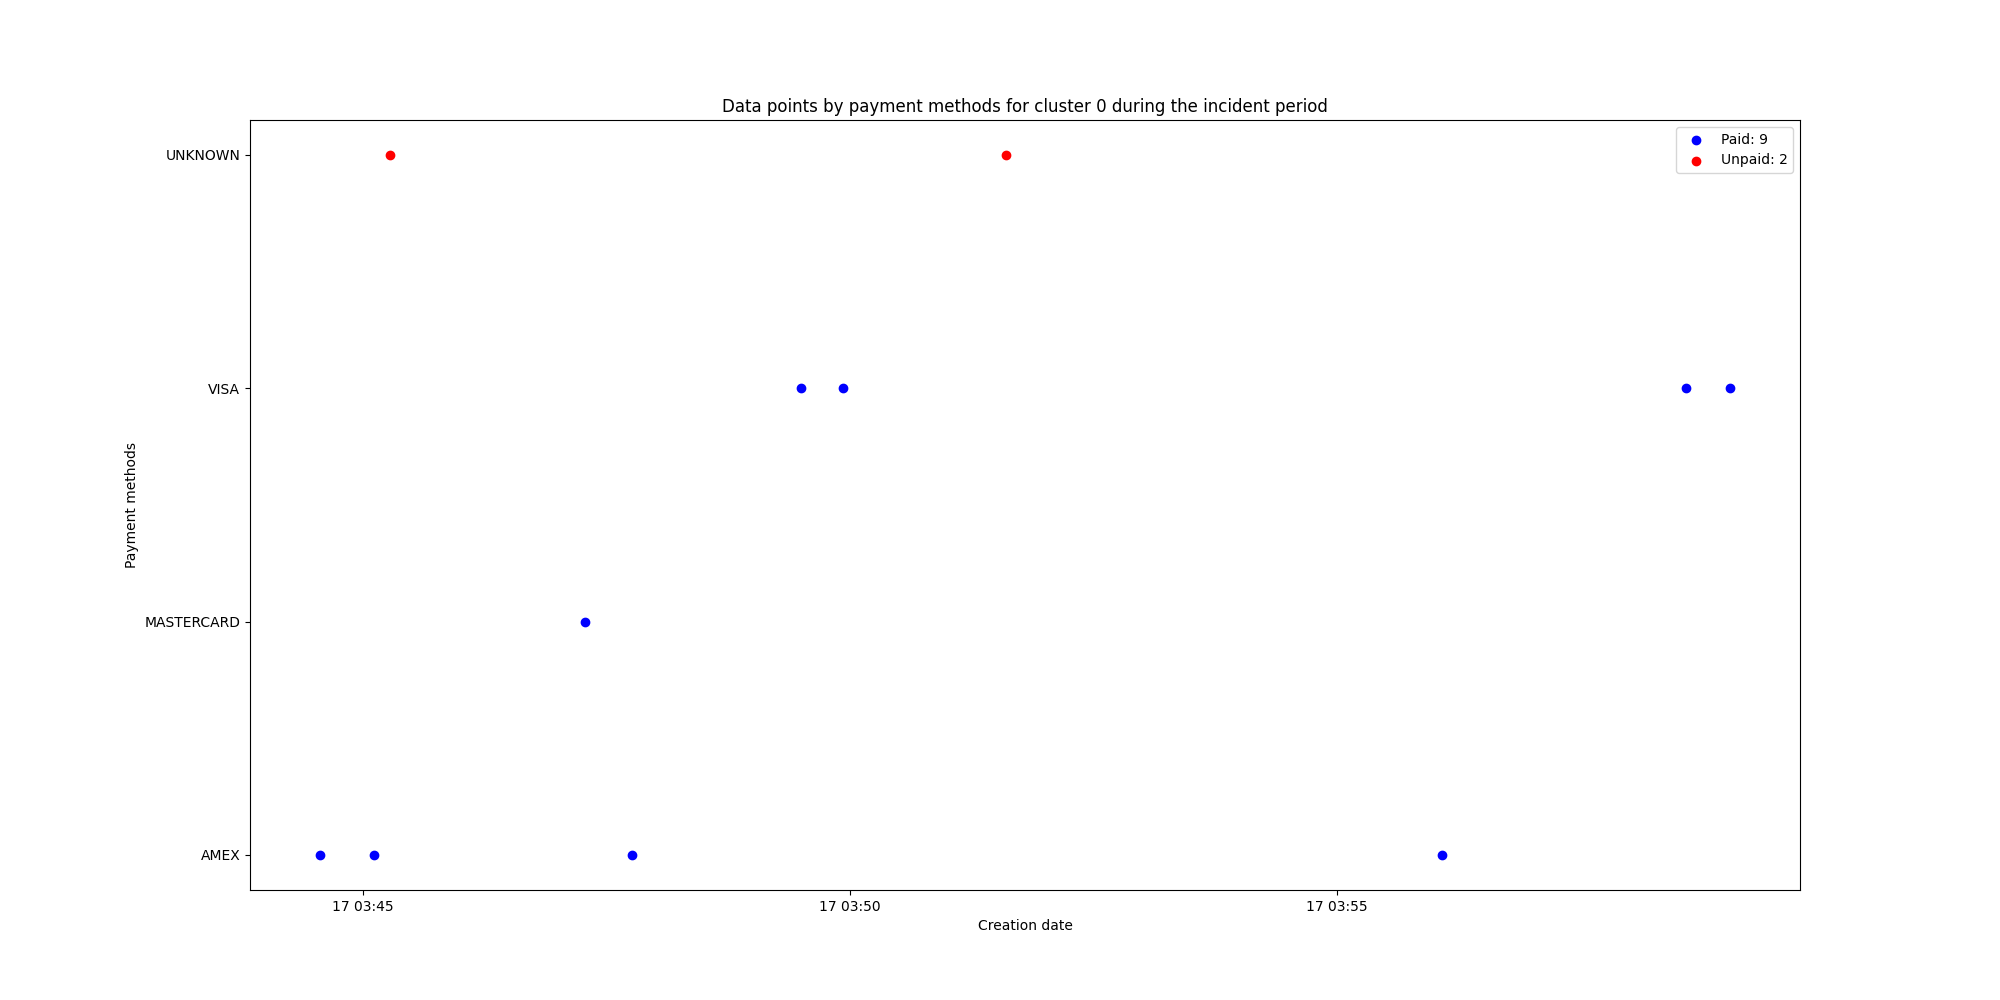 Data points by payment methods for cluster 0 during the incident period
Paid: 9
Unpaid: 2
UNKNOWN
VISA
MASTERCARD
AMEX
Payment methods
17 03:45
17 03:50
17 03:55
Creation date